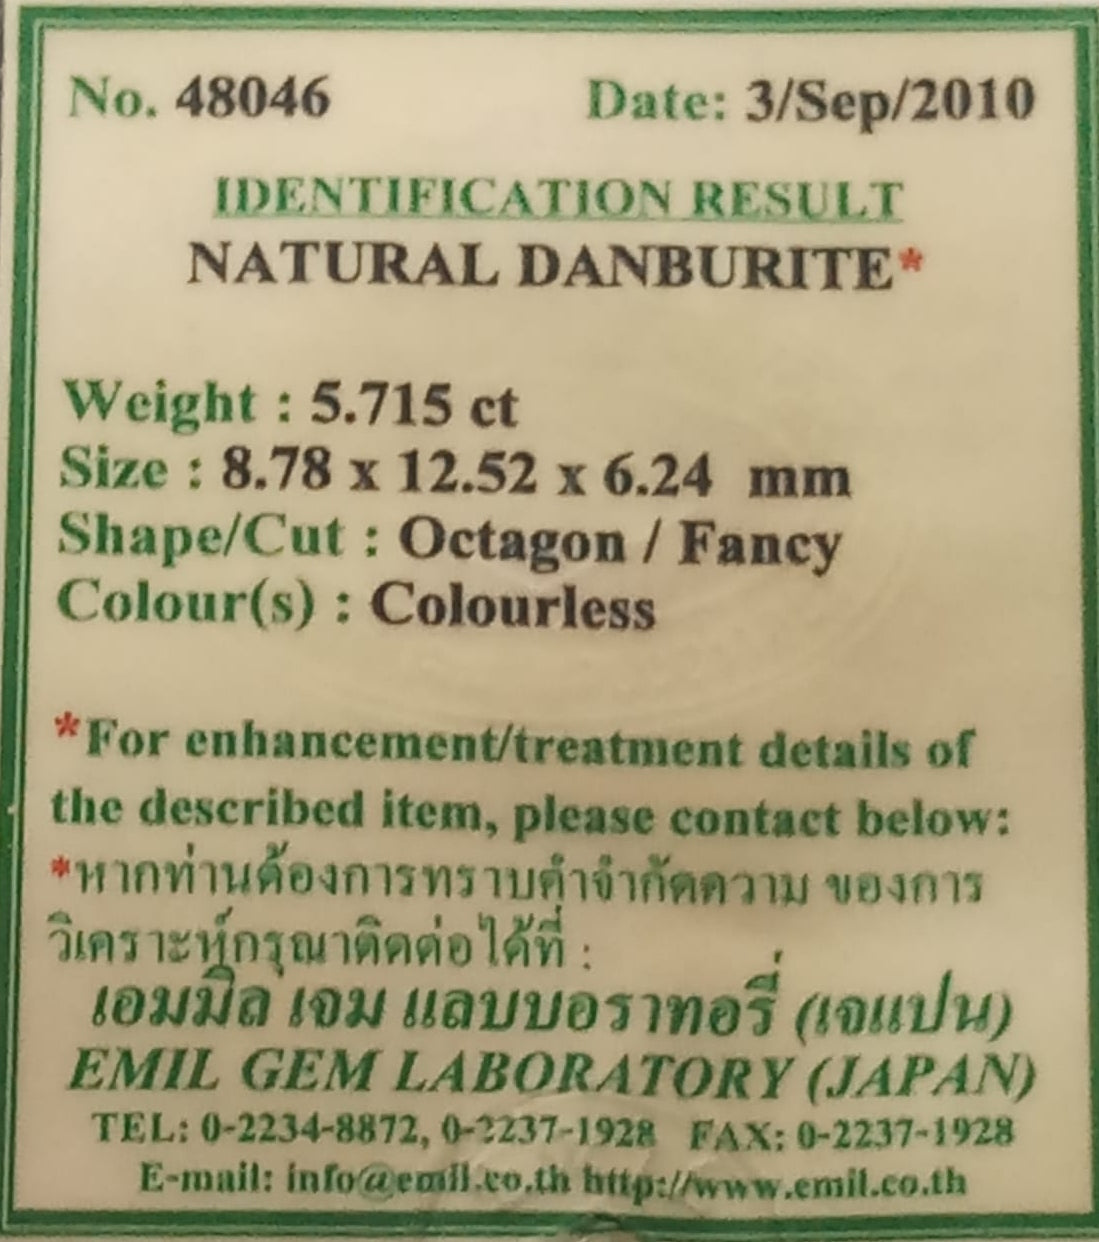 No. 48046 Date: 3/Sep/2010
IDENTIFICATION RESULT
NATURAL DANBURITE*
Weight : 5.715 ct
Size : 8.78 x 12.52 x 6.24 mm
Shape/Cut : Octagon / Fancy
Colour(s) : Colourless
*For enhancement/treatment details of
the described item, please contact below:
*หากท่านต้องการทราบคำจำกัดความ ของการ
วิเคราะห์กรุณาติดต่อได้ที่ :
เอมมิล เจม แลบบอราทอรี่ (เจแปน)
EMIL GEM LABORATORY (JAPAN)
TEL: 0-2234-8872, 0-2237-1928 FAX: 0-2237-1928
E-mail: info@emil.co.th http://www.emil.co.th